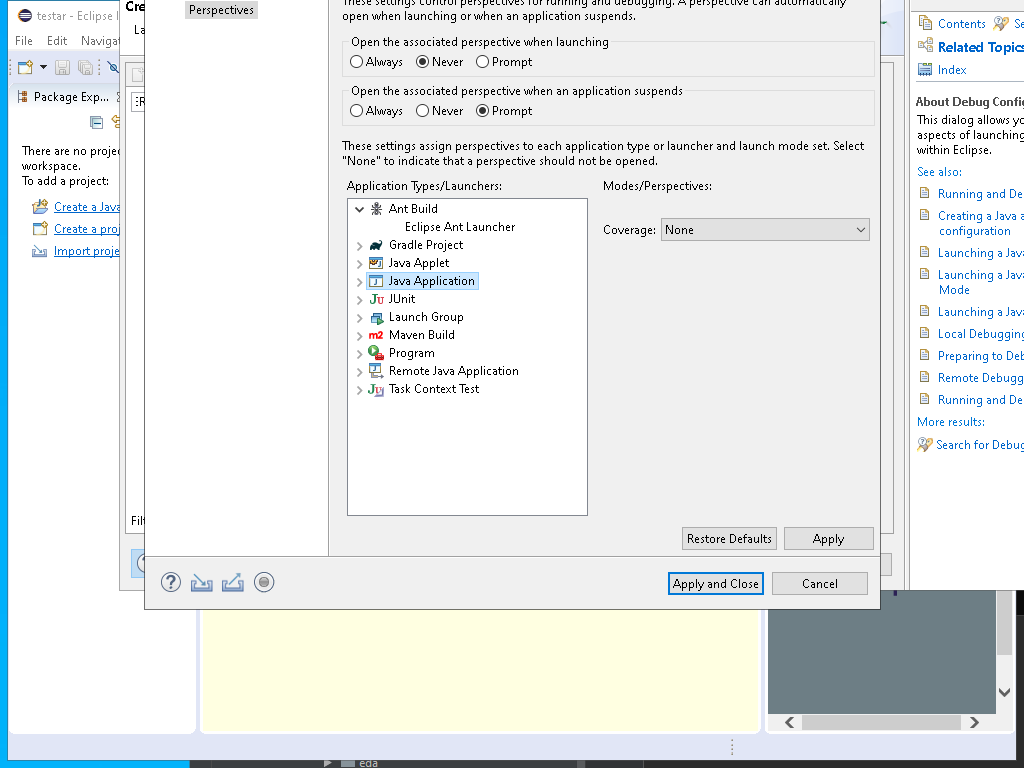 testar - Eclipse
File Edit Navigat
Package Exp...
There are no proje
workspace.
To add a project:
Create a Java
Create a proj
Import proje
Cre
La
Filt
Perspectives
These settings control perspectives for running and debugging. A perspective can automatically
open when launching or when an application suspends.
Open the associated perspective when launching
Always Never Prompt
Open the associated perspective when an application suspends
Always Never Prompt
These settings assign perspectives to each application type or launcher and launch mode set. Select
"None" to indicate that a perspective should not be opened.
Application Types/Launchers:
Modes/Perspectives:
Ant Build
Eclipse Ant Launcher
Gradle Project
Java Applet
Java Application
JUnit
Launch Group
Maven Build
Program
Remote Java Application
Task Context Test
Coverage: None
Restore Defaults
Apply
Apply and Close
Cancel
Contents Se
Related Topics
Index
About Debug Config
This dialog allows yo
aspects of launching
within Eclipse.
See also:
Running and De
Creating a Java a
configuration
Launching a Java
Launching a Java
Mode
Launching a Java
Local Debugging
Preparing to Deb
Remote Debugg
Running and De
More results:
Search for Debug
eda